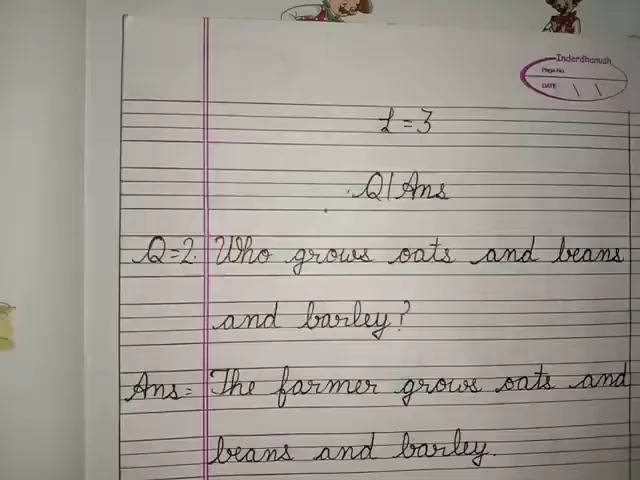 Inderdhanush
Page No.
DATE \ \
L=3
Q|Ans
Q=2. Who grows oats and beans
and barley?
Ans= The farmer grows oats and
beans and barley.